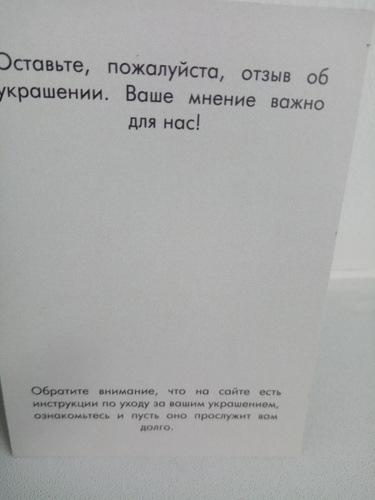 Оставьте, пожалуйста, отзыв об
украшении. Ваше мнение важно
для нас!
Обратите внимание, что на сайте есть
инструкции по уходу за вашим украшением,
ознакомьтесь и пусть оно прослужит вам
долго.